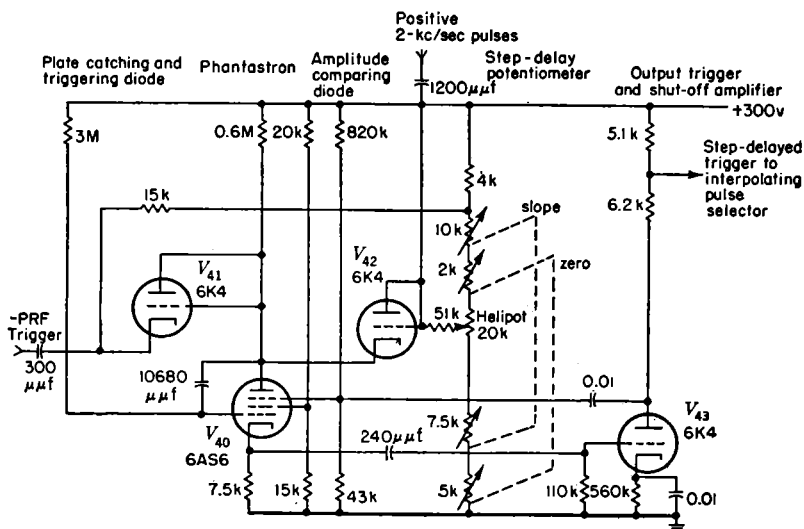 Positive
2-kc/sec pulses
Plate catching and
triggering diode
Phantastron
Amplitude
comparing
diode
1200μμf
Step-delay
potentiometer
Output trigger
and shut-off amplifier
+300v
3M
0.6M
20k
820k
4k
5.1k
Step-delayed
trigger to
interpolating
pulse
selector
15k
6.2k
10k
slope
2k
zero
V41
6K4
V42
6K4
51k
Helipot
20k
-PRF
Trigger
300
μμf
10680
μμf
0.01
V43
6K4
V40
6AS6
240μμf
7.5k
7.5k
15k
43k
.5k
110k
560k
0.01